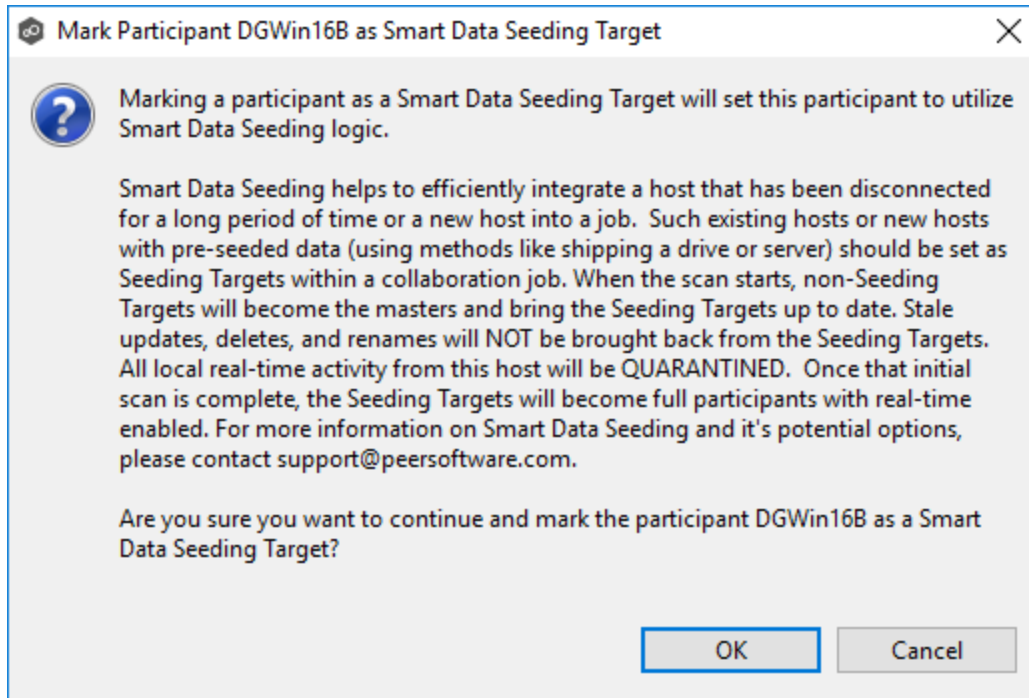 Mark Participant DGWin16B as Smart Data Seeding Target
Marking a participant as a Smart Data Seeding Target will set this participant to utilize
Smart Data Seeding logic.
Smart Data Seeding helps to efficiently integrate a host that has been disconnected
for a long period of time or a new host into a job.  Such existing hosts or new hosts
with pre-seeded data (using methods like shipping a drive or server) should be set as
Seeding Targets within a collaboration job. When the scan starts, non-Seeding
Targets will become the masters and bring the Seeding Targets up to date. Stale
updates, deletes, and renames will NOT be brought back from the Seeding Targets.
All local real-time activity from this host will be QUARANTINED.  Once that initial
scan is complete, the Seeding Targets will become full participants with real-time
enabled. For more information on Smart Data Seeding and it's potential options,
please contact support@peersoftware.com.
Are you sure you want to continue and mark the participant DGWin16B as a Smart
Data Seeding Target?
OK
Cancel